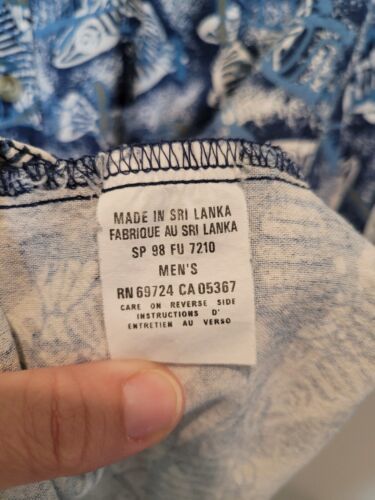 MADE IN SRI LANKA
FABRIQUE AU SRI LANKA
SP 98 FU 7210
MEN'S
RN 69724 CA 05367
CARE ON REVERSE SIDE
INSTRUCTIONS D'
ENTRETIEN AU VERSO